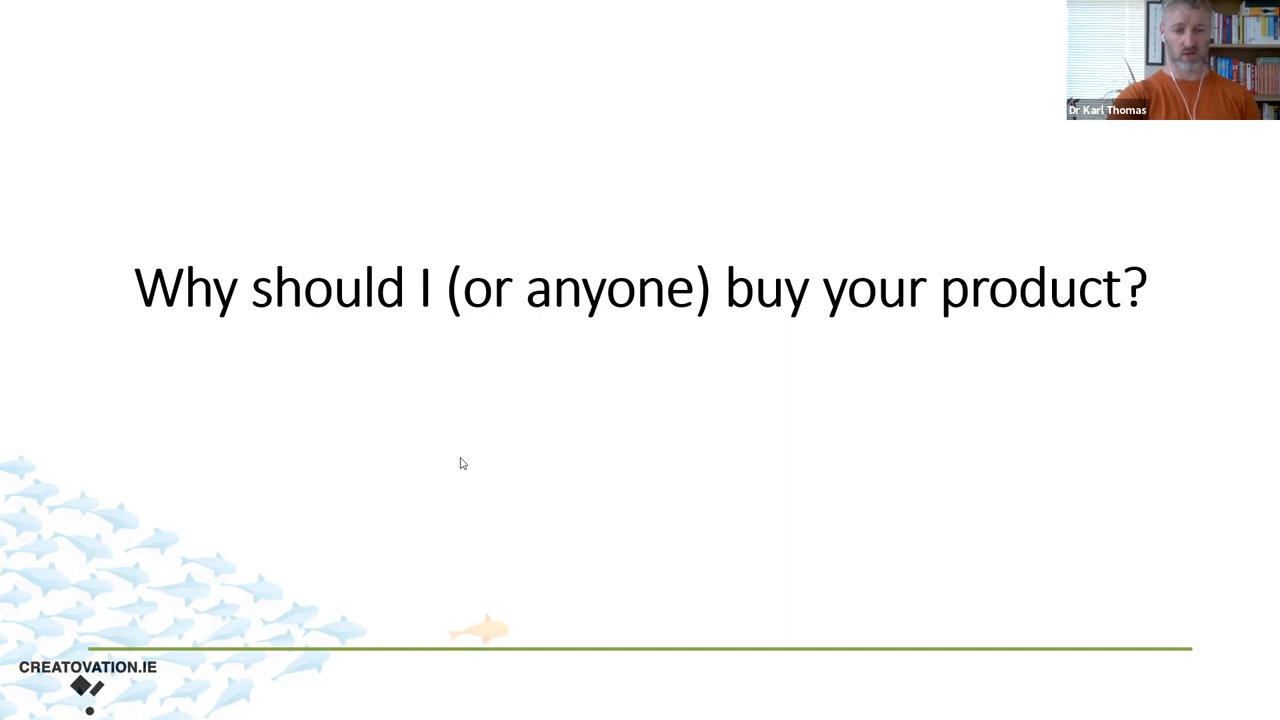 Dr Karl Thomas
Why should I (or anyone) buy your product?
CREATOVATION.IE